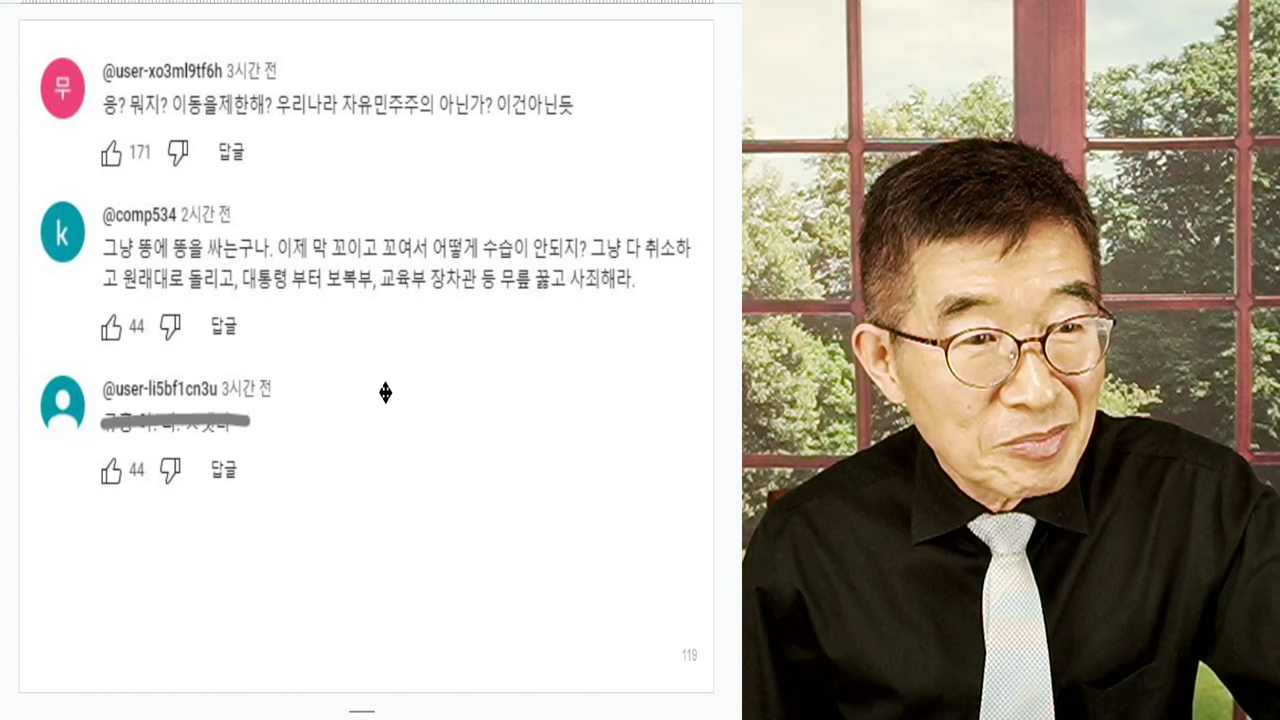 무
@user-xo3ml9tf6h 3시간 전
응? 뭐지? 이동을제한해? 우리나라 자유민주주의 아닌가? 이건아닌듯
171 답글
k
@comp534 2시간 전
그냥 똥에 똥을 싸는구나. 이제 막 꼬이고 꼬여서 어떻게 수습이 안되지? 그냥 다 취소하
고 원래대로 돌리고, 대통령 부터 보복부, 교육부 장차관 등 무릎 꿇고 사죄해라.
44 답글
@user-li5bf1cn3u 3시간 전
44 답글
119